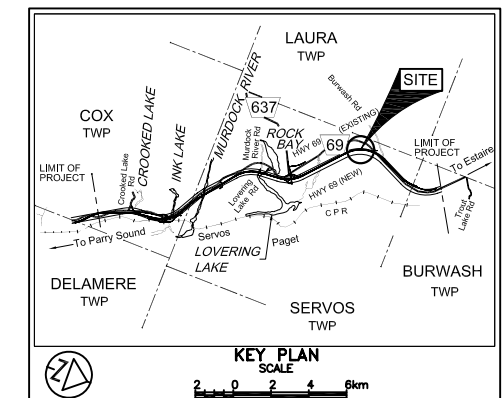 LAURA
TWP
SITE
COX
TWP
CROOKED LAKE
INK LAKE
MURDOCK RIVER
637
Murdock
River Rd
ROCK
BAY
HWY 69
69
(EXISTING)
Burwash Rd
LIMIT OF
PROJECT
Crooked Lake
Rd
Lovering
Lake Rd
HWY 69 (NEW)
LIMIT OF
PROJECT
To Estaire
Trout
Lake Rd
To Parry Sound
Servos
Paget
CPR
LOVERING
LAKE
DELAMERE
TWP
SERVOS
TWP
BURWASH
TWP
Z
KEY PLAN
SCALE
2 0 2 4 6km